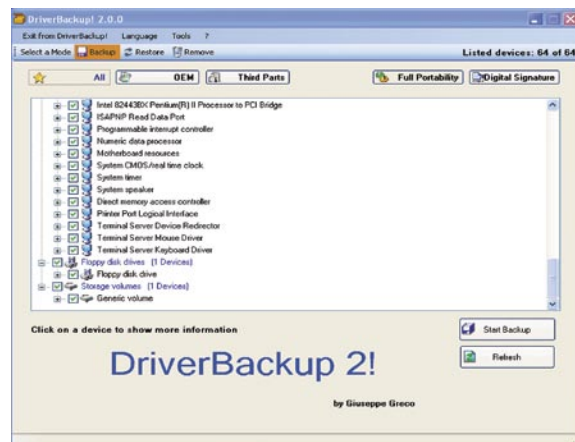 DriverBackup! 2.0.0
Exit from DriverBackup! Language Tools ?
Select a Mode Backup Restore Remove Listed devices: 64 of 64
All OEM Third Parts Full Portability Digital Signature
Intel 82443BX Pentium(R) II Processor to PCI Bridge
ISAPNP Read Data Port
Programmable interrupt controller
Numeric data processor
Motherboard resources
System CMOS/real time clock
System timer
System speaker
Direct memory access controller
Printer Port Logical Interface
Terminal Server Device Redirector
Terminal Server Mouse Driver
Terminal Server Keyboard Driver
Floppy disk drives (1 Devices)
Floppy disk drive
Storage volumes (1 Devices)
Generic volume
Click on a device to show more information
Start Backup
DriverBackup 2!
Refresh
by Giuseppe Greco